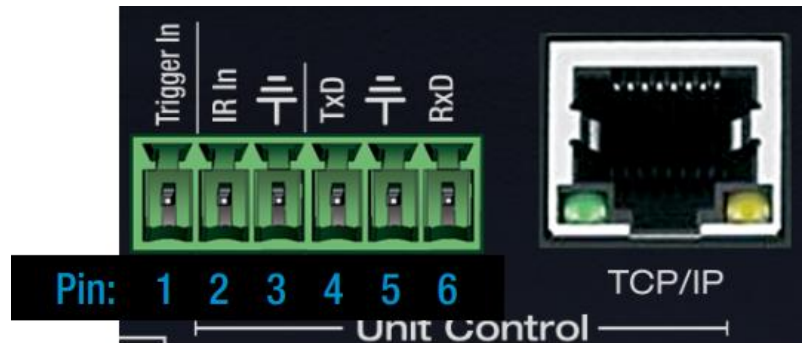 Trigger In
IR In
TxD
RxD
Pin: 1 2 3 4 5 6
TCP/IP
Unit Control